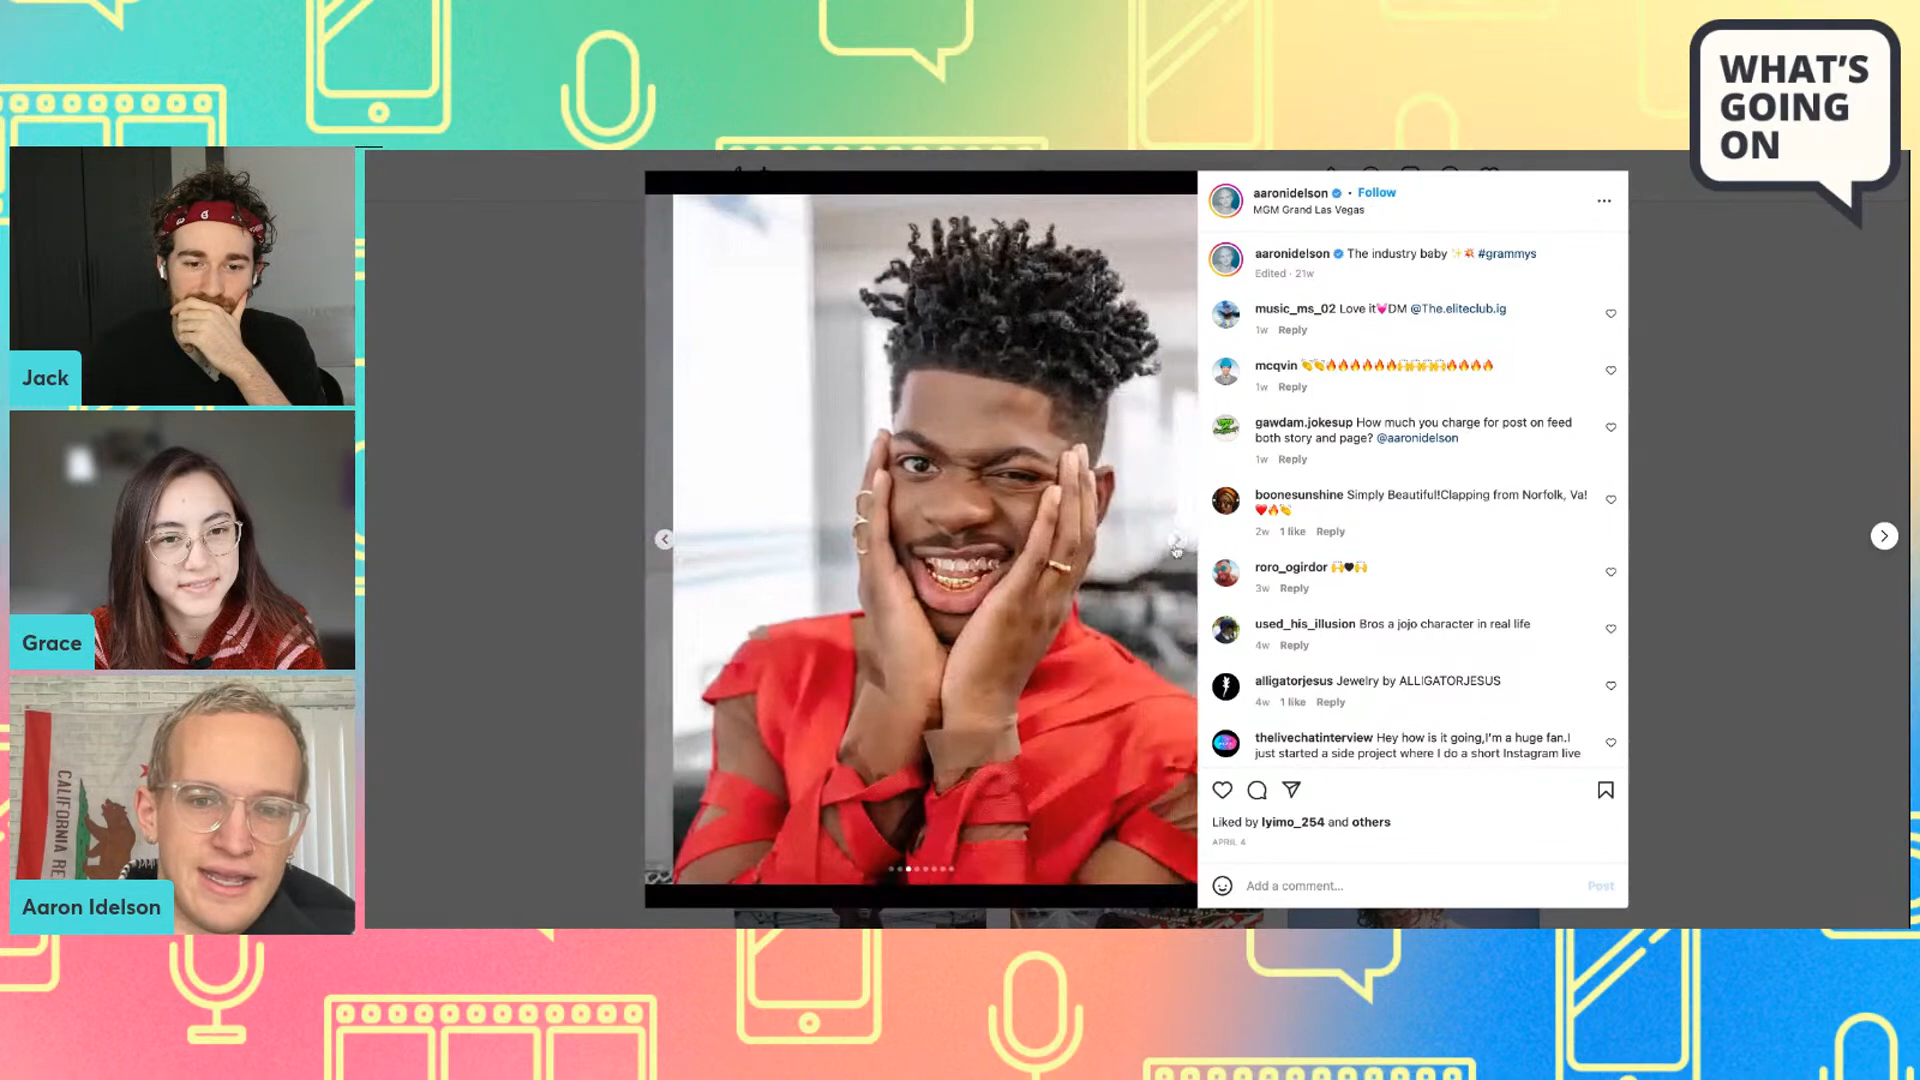 WHAT'S
GOING
ON
Jack
Grace
CALIFORNIA RE
Aaron Idelson
aaronidelson • Follow
MGM Grand Las Vegas
aaronidelson The industry baby ✨💥 #grammys
Edited · 21w
music_ms_02 Love it💓DM @The.eliteclub.ig
1w Reply
mcqvin 👏👏🔥🔥🔥🔥🔥🔥🙌🙌🙌🔥🔥🔥🔥
1w Reply
gawdam.jokesup How much you charge for post on feed
both story and page? @aaronidelson
1w Reply
boonesunshine Simply Beautiful!Clapping from Norfolk, Va!
❤️🔥👏
2w 1 like Reply
roro_ogirdor 🙌🖤🙌
3w Reply
used_his_illusion Bros a jojo character in real life
4w Reply
alligatorjesus Jewelry by ALLIGATORJESUS
4w 1 like Reply
thelivechatinterview Hey how is it going,I'm a huge fan.I
just started a side project where I do a short Instagram live
Liked by lyimo_254 and others
APRIL 4
Add a comment...
Post